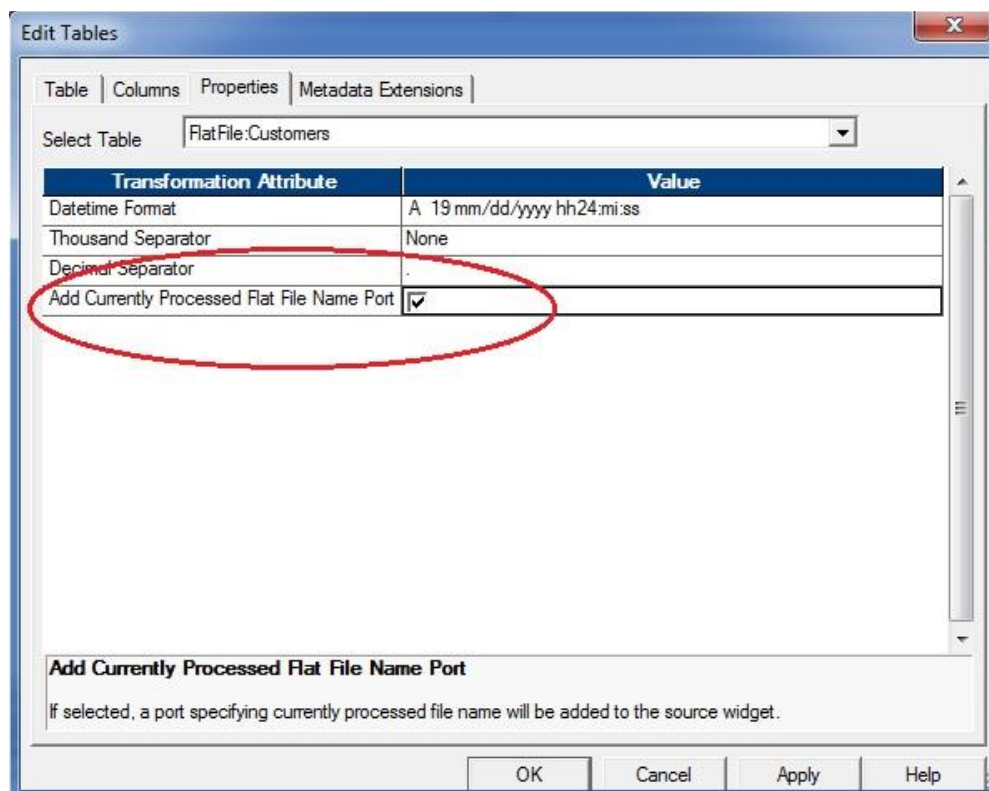 Edit Tables
Table Columns Properties Metadata Extensions
Select Table FlatFile:Customers
Transformation Attribute Value
Datetime Format A 19 mm/dd/yyyy hh24:mi:ss
Thousand Separator None
Decimal Separator .
Add Currently Processed Flat File Name Port
Add Currently Processed Flat File Name Port
If selected, a port specifying currently processed file name will be added to the source widget.
OK Cancel Apply Help